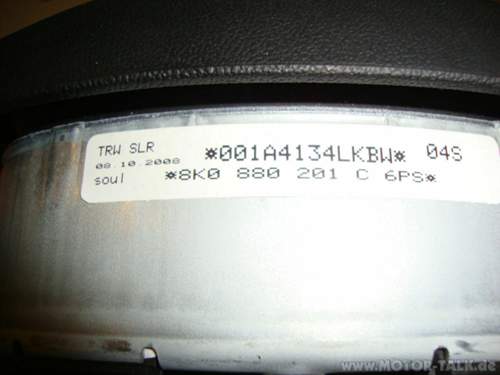 TRW SLR *001A4134LKBW* 04S
08.10.2008
soul *8K0 880 201 C 6PS*
www.MOTOR-TALK.de